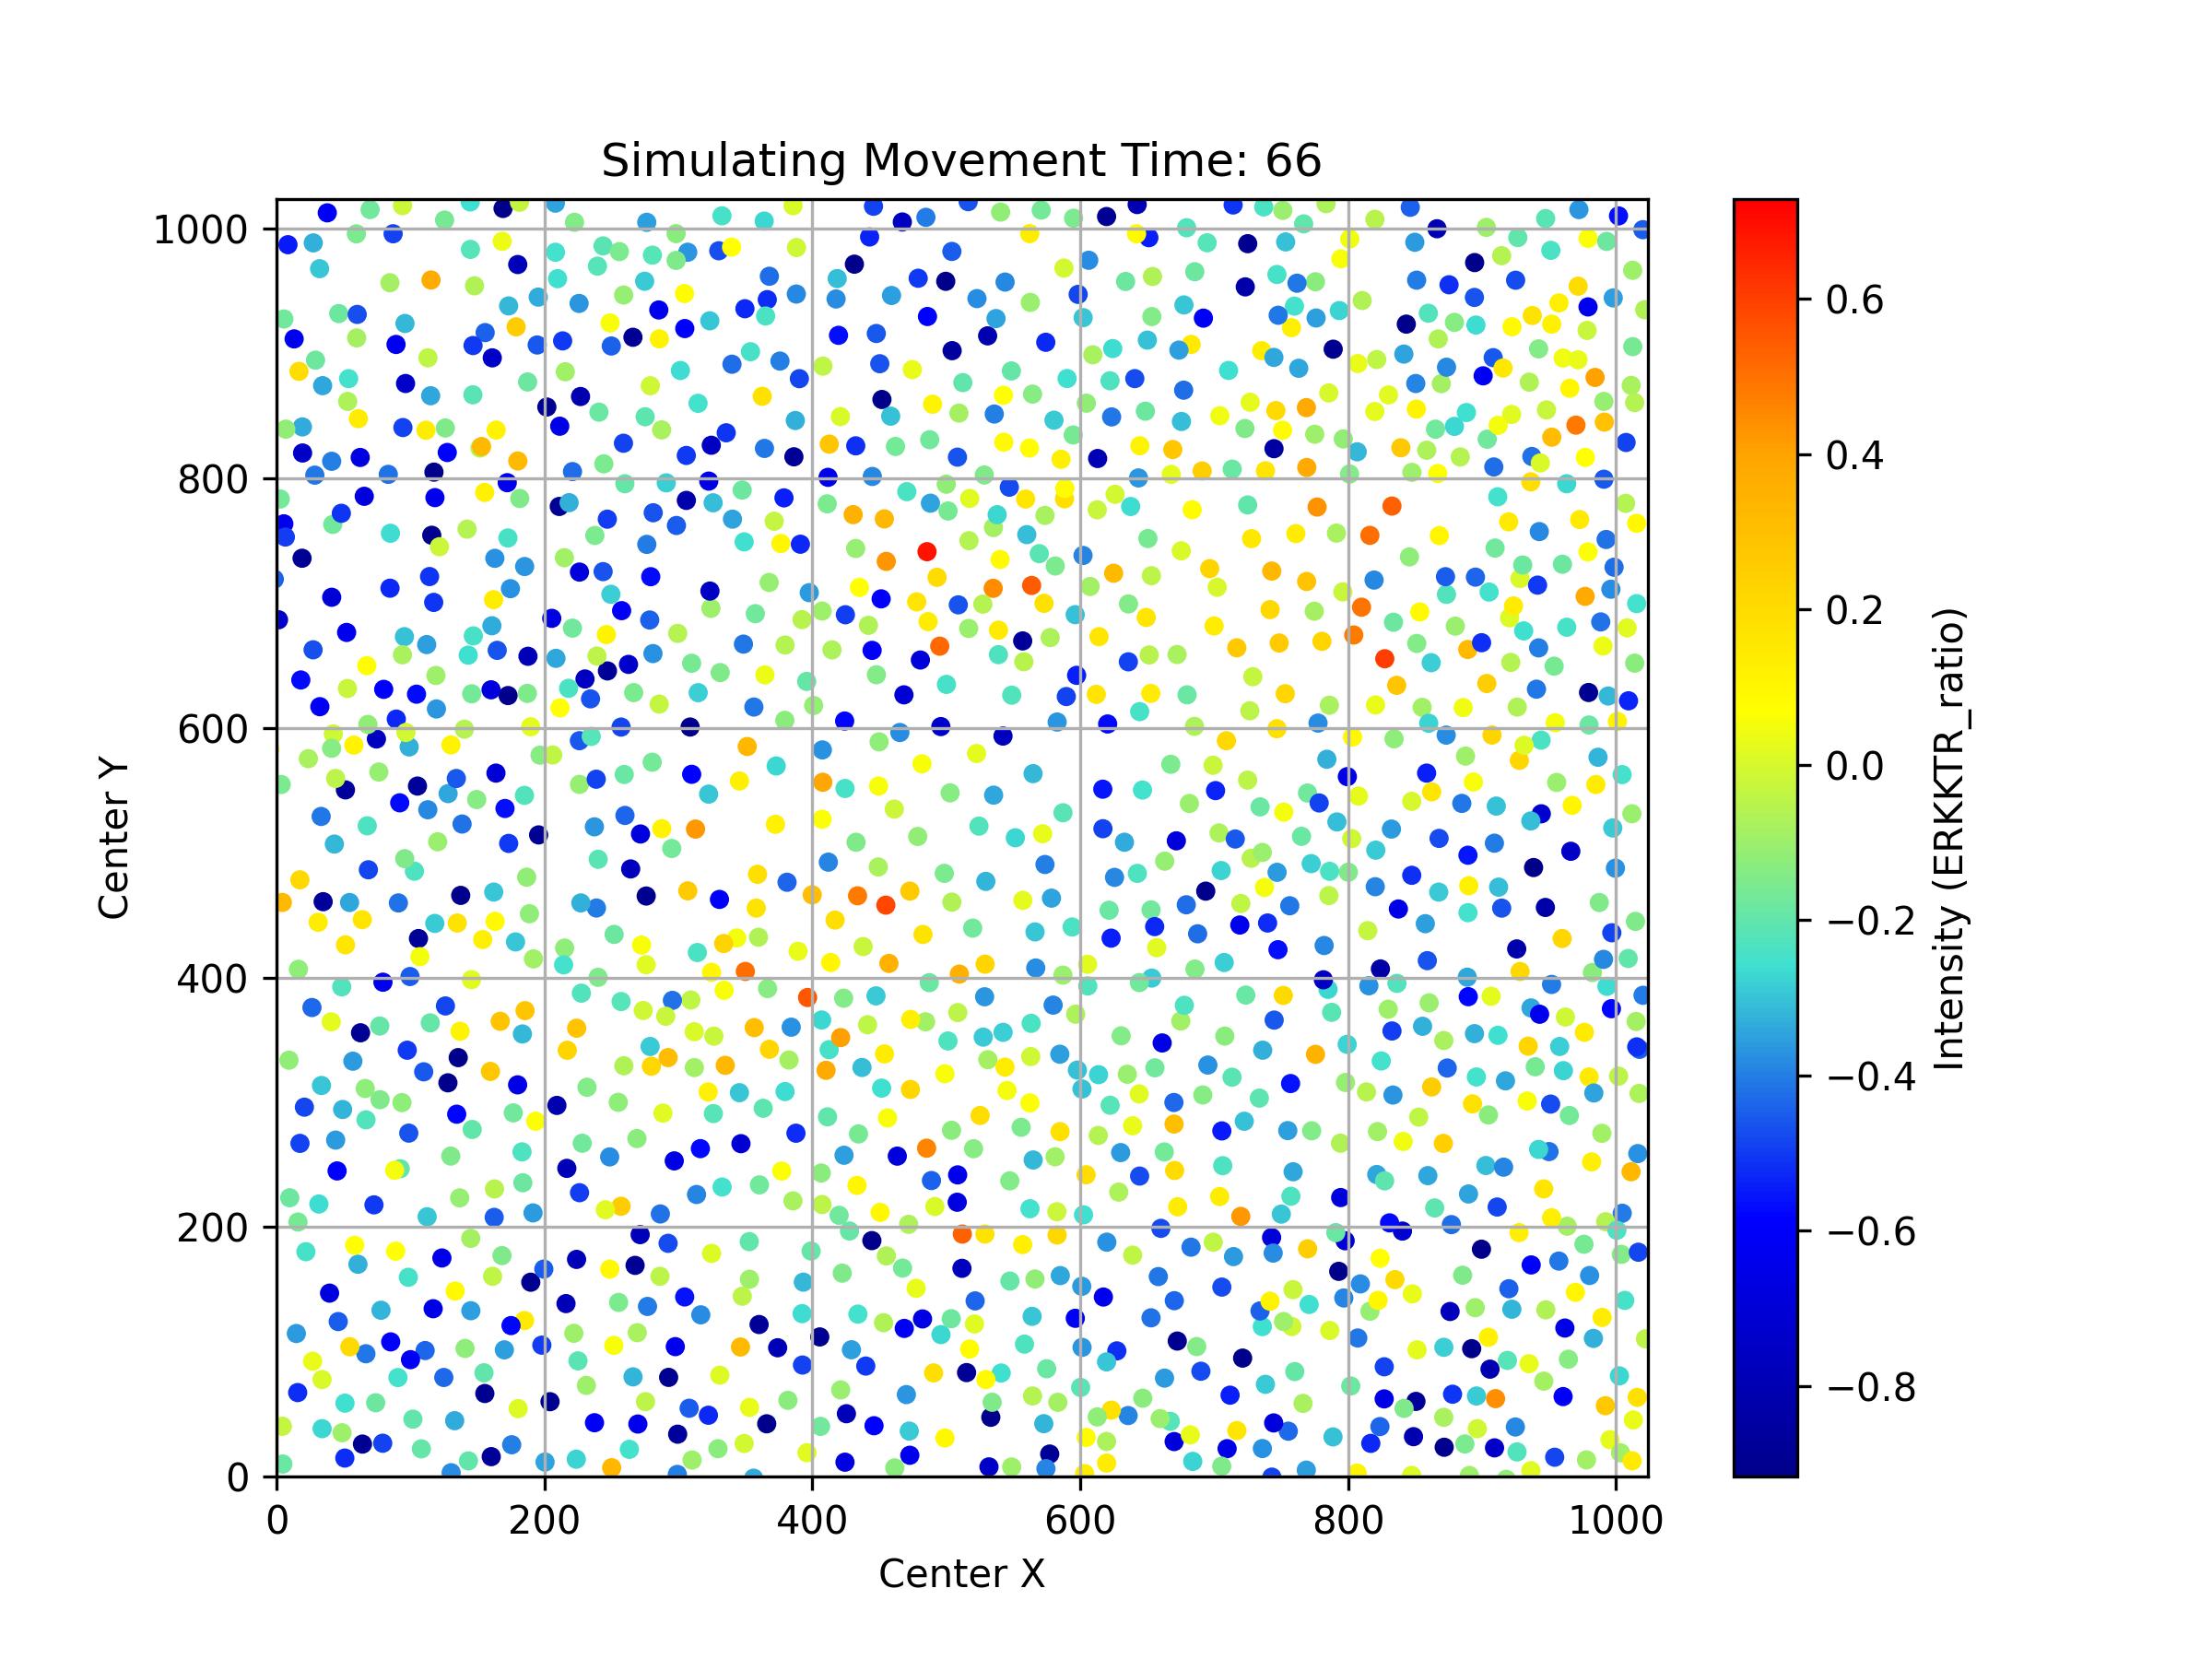 Simulating Movement Time: 66
1000
800
600
400
200
0
Center Y
0 200 400 600 800 1000
Center X
0.6
0.4
0.2
0.0
−0.2
−0.4
−0.6
−0.8
Intensity (ERKKTR_ratio)